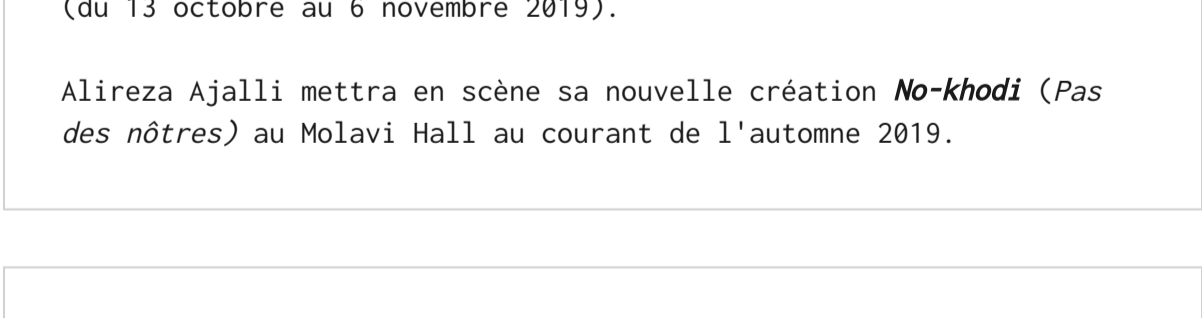 (du 13 octobre au 6 novembre 2019).
Alireza Ajalli mettra en scène sa nouvelle création No-khodi (Pas
des nôtres) au Molavi Hall au courant de l'automne 2019.